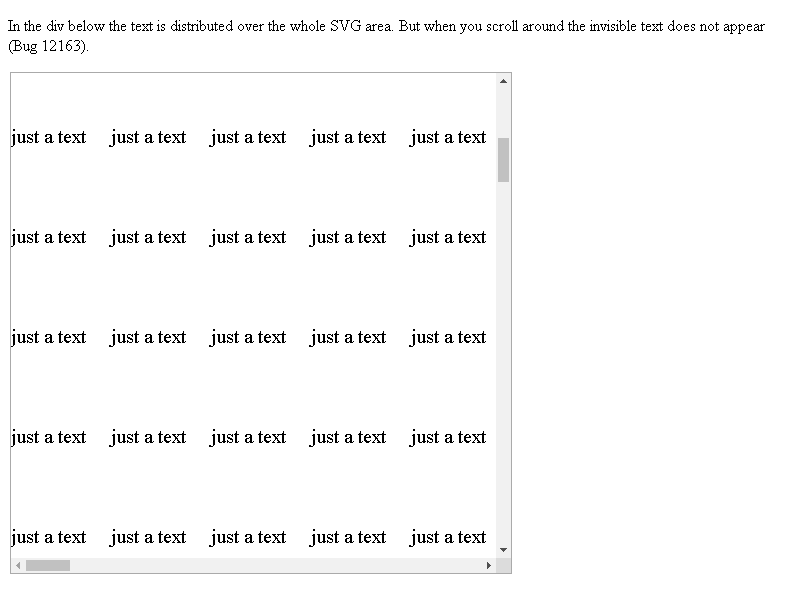 In the div below the text is distributed over the whole SVG area. But when you scroll around the invisible text does not appear
(Bug 12163).
just a text just a text just a text just a text just a text
just a text just a text just a text just a text just a text
just a text just a text just a text just a text just a text
just a text just a text just a text just a text just a text
just a text just a text just a text just a text just a text